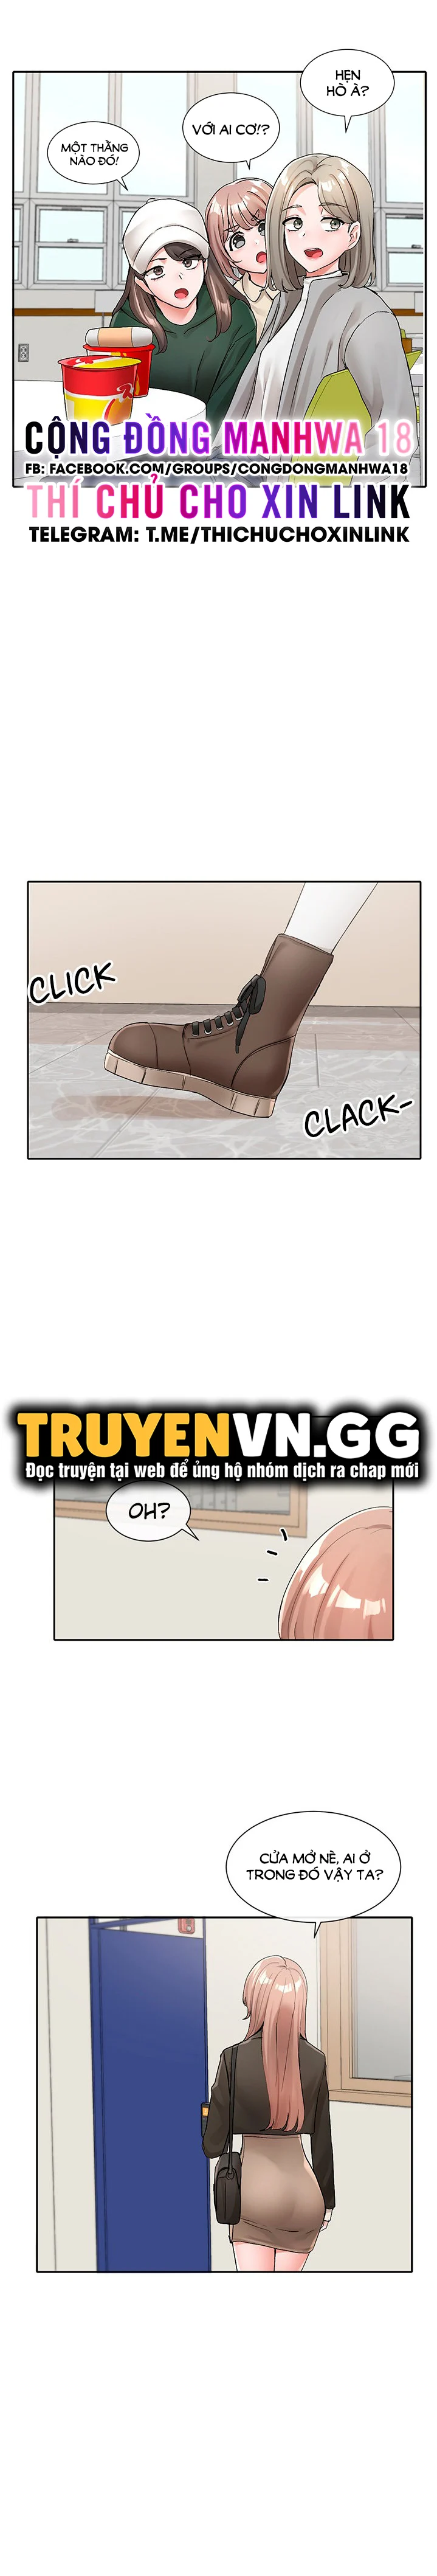 HẸN
HÒ À?
VỚI AI CƠ!?
MỘT THẰNG
NÀO ĐÓ!
CỘNG ĐỒNG MANHWA 18
FB: FACEBOOK.COM/GROUPS/CONGDONGMANHWA18
THÍ CHỦ CHO XIN LINK
TELEGRAM: T.ME/THICHUCHOXINLINK
CLICK
CLACK-
TRUYENVN.GG
Đọc truyện tại web để ủng hộ nhóm dịch ra chap mới
OH?
CỬA MỞ NÈ, AI Ở
TRONG ĐÓ VẬY TA?